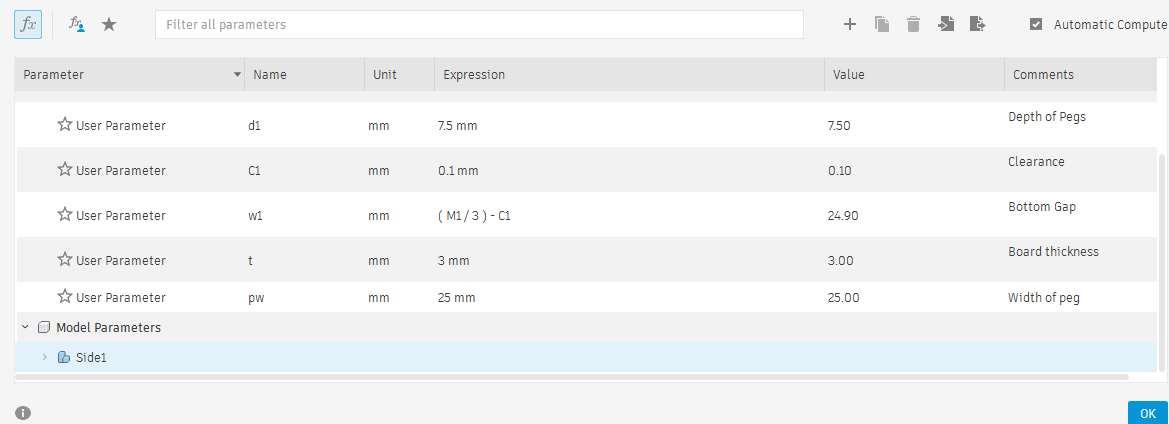 fx fx Filter all parameters Automatic Compute
Parameter Name Unit Expression Value Comments
User Parameter d1 mm 7.5 mm 7.50 Depth of Pegs
User Parameter C1 mm 0.1 mm 0.10 Clearance
User Parameter w1 mm ( M1 / 3 ) - C1 24.90 Bottom Gap
User Parameter t mm 3 mm 3.00 Board thickness
User Parameter pw mm 25 mm 25.00 Width of peg
Model Parameters
Side1
OK